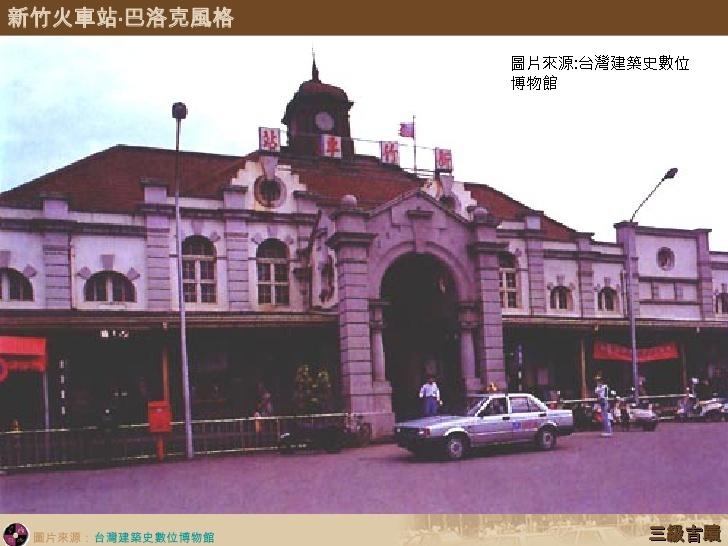 新竹火車站‧巴洛克風格
圖片來源:台灣建築史數位
博物館
站車竹新
圖片來源：台灣建築史數位博物館
三級古蹟